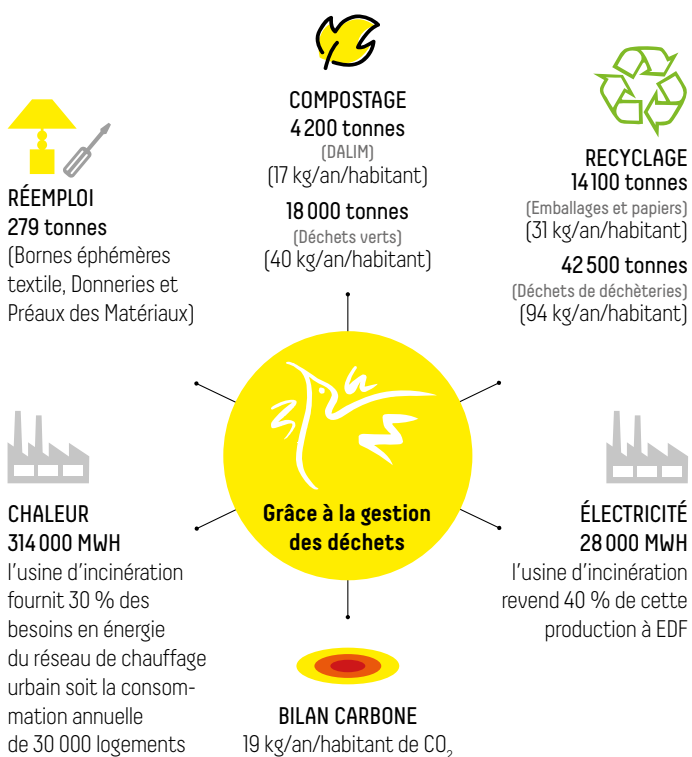 COMPOSTAGE
4 200 tonnes
(DALIM)
(17 kg/an/habitant)
18 000 tonnes
(Déchets verts)
(40 kg/an/habitant)
RECYCLAGE
14 100 tonnes
(Emballages et papiers)
(31 kg/an/habitant)
42 500 tonnes
(Déchets de déchèteries)
(94 kg/an/habitant)
RÉEMPLOI
279 tonnes
(Bornes éphémères
textile, Donneries et
Préaux des Matériaux)
Grâce à la gestion
des déchets
CHALEUR
314 000 MWH
l'usine d'incinération
fournit 30 % des
besoins en énergie
du réseau de chauffage
urbain soit la consom-
mation annuelle
de 30 000 logements
ÉLECTRICITÉ
28 000 MWH
l'usine d'incinération
revend 40 % de cette
production à EDF
BILAN CARBONE
19 kg/an/habitant de CO₂